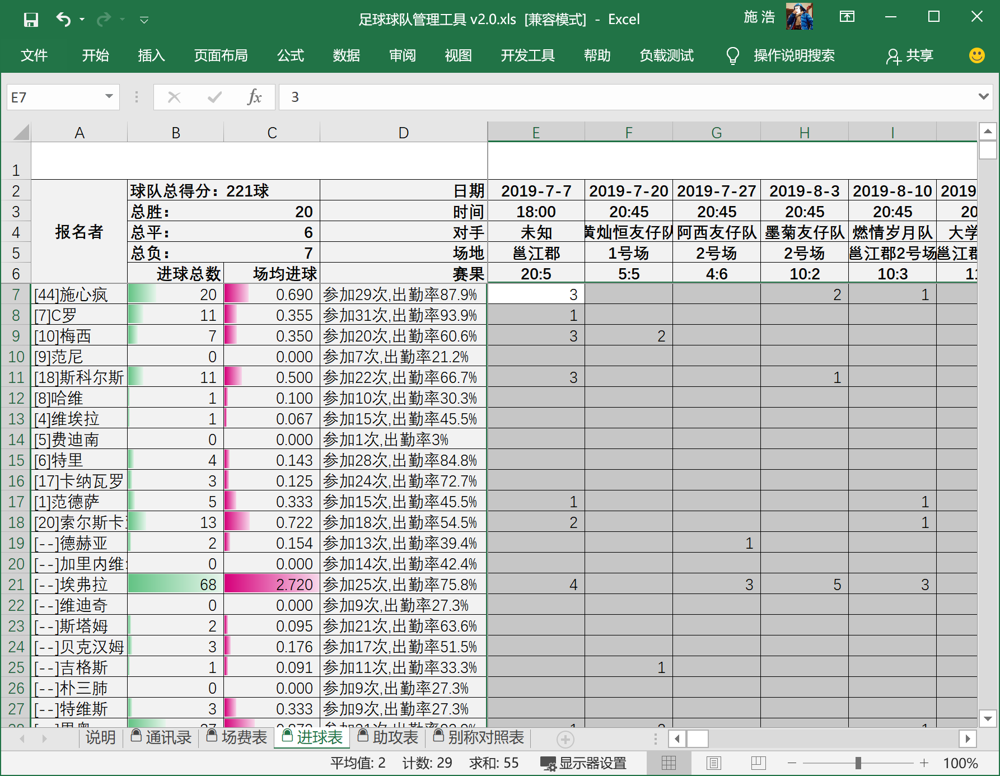 足球球队管理工具 v2.0.xls [兼容模式] - Excel
施 浩
文件 开始 插入 页面布局 公式 数据 审阅 视图 开发工具 帮助 负载测试 操作说明搜索 共享
E7 fx 3
A B C D E F G H I
1
2 球队总得分：221球 日期 2019-7-7 2019-7-20 2019-7-27 2019-8-3 2019-8-10 2019
3 总胜： 20 时间 18:00 20:45 20:45 20:45 20:45 20
4 报名者 总平： 6 对手 未知 黄灿恒友仔队 阿西友仔队 墨菊友仔队 燃情岁月队 大学
5 总负： 7 场地 邕江郡 1号场 2号场 2号场 邕江郡2号场 邕江郡
6 进球总数 场均进球 赛果 20:5 5:5 4:6 10:2 10:3 1
7 [44]施心疯 20 0.690 参加29次,出勤率87.9% 3 2 1
8 [7]C罗 11 0.355 参加31次,出勤率93.9% 1
9 [10]梅西 7 0.350 参加20次,出勤率60.6% 3 2
10 [9]范尼 0 0.000 参加7次,出勤率21.2%
11 [18]斯科尔斯 11 0.500 参加22次,出勤率66.7% 3 1
12 [8]哈维 1 0.100 参加10次,出勤率30.3%
13 [4]维埃拉 1 0.067 参加15次,出勤率45.5%
14 [5]费迪南 0 0.000 参加1次,出勤率3%
15 [6]特里 4 0.143 参加28次,出勤率84.8%
16 [17]卡纳瓦罗 3 0.125 参加24次,出勤率72.7%
17 [1]范德萨 5 0.333 参加15次,出勤率45.5% 1 1
18 [20]索尔斯卡 13 0.722 参加18次,出勤率54.5% 2 1
19 [--]德赫亚 2 0.154 参加13次,出勤率39.4% 1
20 [--]加里内维 0 0.000 参加14次,出勤率42.4%
21 [--]埃弗拉 68 2.720 参加25次,出勤率75.8% 4 3 5 3
22 [--]维迪奇 0 0.000 参加9次,出勤率27.3%
23 [--]斯塔姆 2 0.095 参加21次,出勤率63.6%
24 [--]贝克汉姆 3 0.176 参加17次,出勤率51.5%
25 [--]吉格斯 1 0.091 参加11次,出勤率33.3% 1
26 [--]朴三肺 0 0.000 参加9次,出勤率27.3%
27 [--]特维斯 3 0.333 参加9次,出勤率27.3%
说明 通讯录 场费表 进球表 助攻表 别称对照表
平均值: 2 计数: 29 求和: 55 显示器设置 100%